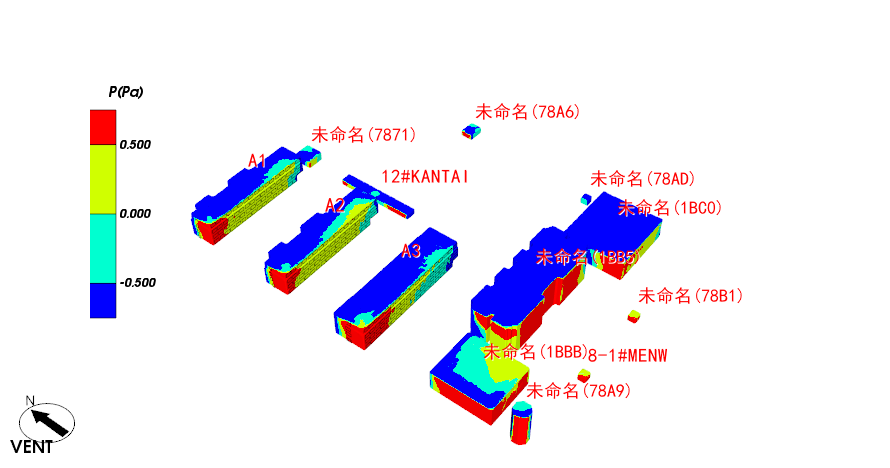 P(Pa)
0.500
0.000
-0.500
未命名(78A6)
未命名(7871)
A1
12#KANTAI
未命名(78AD)
A2
未命名(1BC0)
A3
未命名(1BB5)
未命名(78B1)
未命名(1BBB)
8-1#MENW
未命名(78A9)
N
VENT